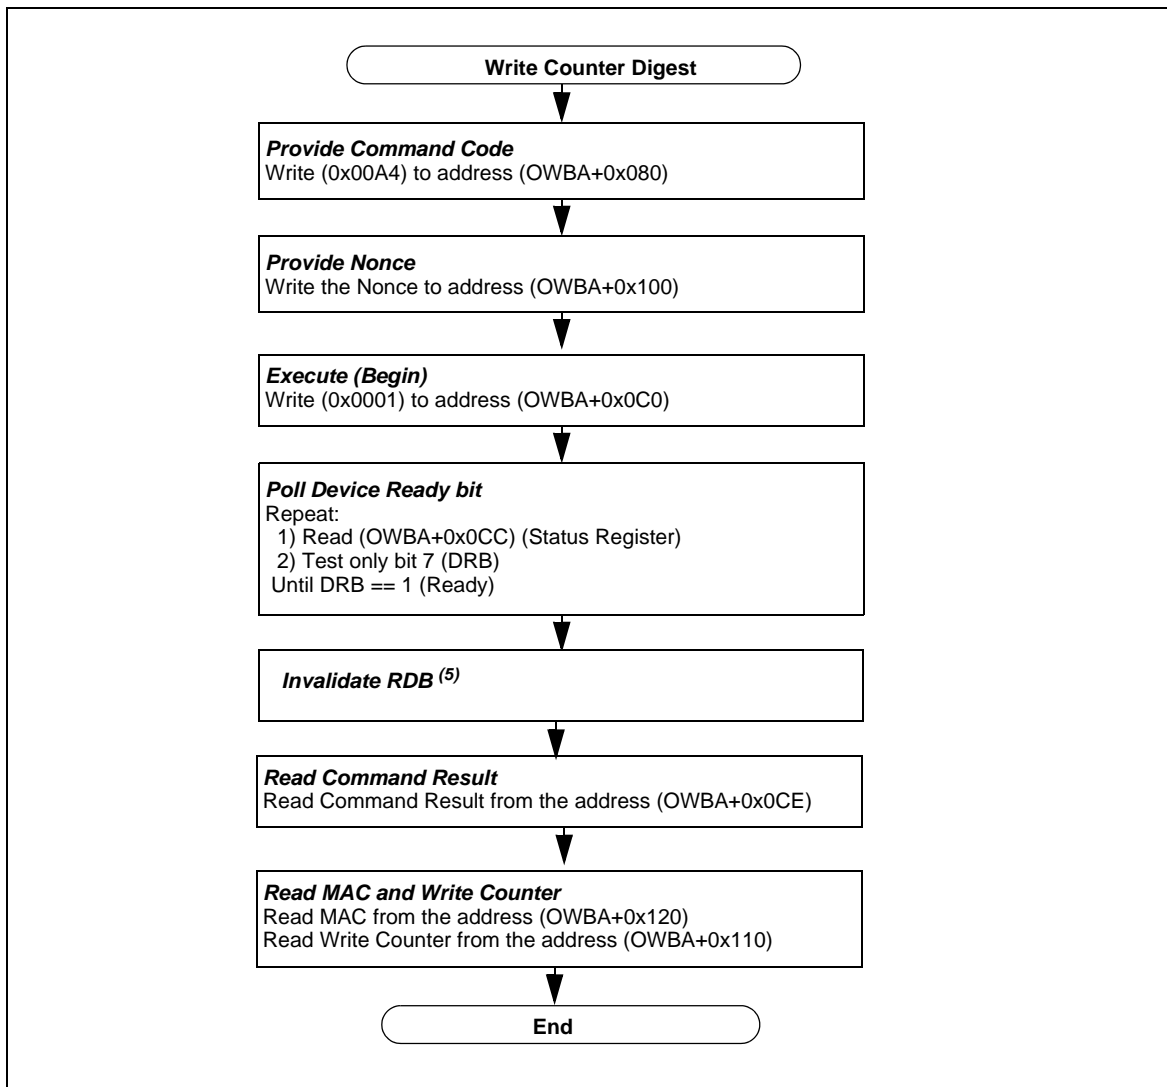 Write Counter Digest
Provide Command Code
Write (0x00A4) to address (OWBA+0x080)
Provide Nonce
Write the Nonce to address (OWBA+0x100)
Execute (Begin)
Write (0x0001) to address (OWBA+0x0C0)
Poll Device Ready bit
Repeat:
1) Read (OWBA+0x0CC) (Status Register)
2) Test only bit 7 (DRB)
Until DRB == 1 (Ready)
Invalidate RDB (5)
Read Command Result
Read Command Result from the address (OWBA+0x0CE)
Read MAC and Write Counter
Read MAC from the address (OWBA+0x120)
Read Write Counter from the address (OWBA+0x110)
End